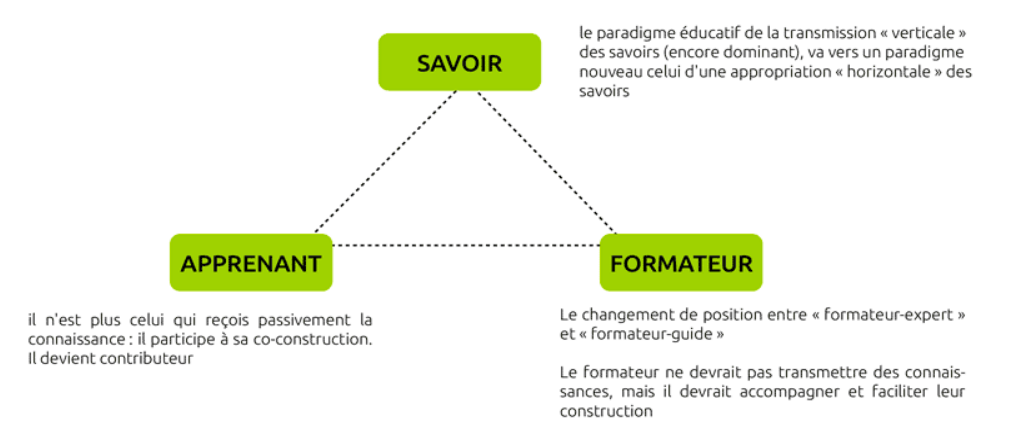 SAVOIR
le paradigme éducatif de la transmission « verticale »
des savoirs (encore dominant), va vers un paradigme
nouveau celui d'une appropriation « horizontale » des
savoirs
APPRENANT
il n'est plus celui qui reçois passivement la
connaissance : il participe à sa co-construction.
Il devient contributeur
FORMATEUR
Le changement de position entre « formateur-expert »
et « formateur-guide »
Le formateur ne devrait pas transmettre des connais-
sances, mais il devrait accompagner et faciliter leur
construction